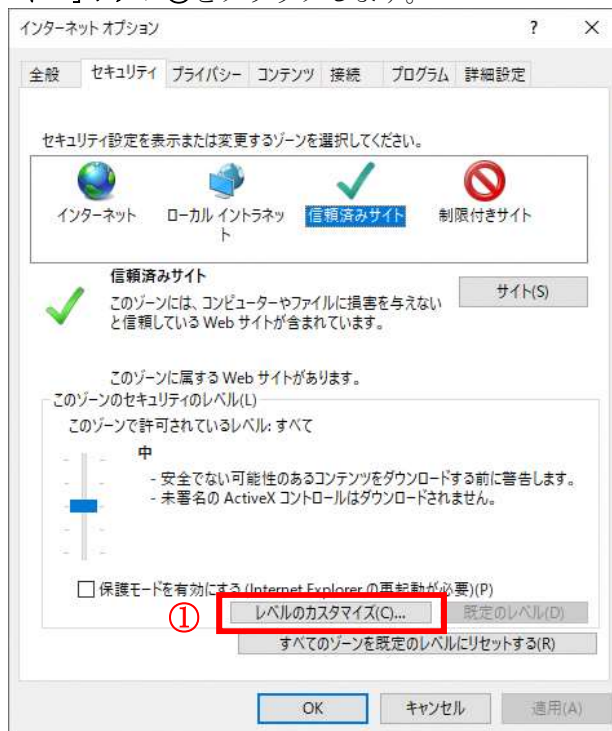 インターネット オプション ? ×
全般 セキュリティ プライバシー コンテンツ 接続 プログラム 詳細設定
セキュリティ設定を表示または変更するゾーンを選択してください。
インターネット ローカル イントラネッ 信頼済みサイト 制限付きサイト
ト
信頼済みサイト
サイト(S)
このゾーンには、コンピューターやファイルに損害を与えない
と信頼している Web サイトが含まれています。
このゾーンに属する Web サイトがあります。
このゾーンのセキュリティのレベル(L)
このゾーンで許可されているレベル: すべて
中
- 安全でない可能性のあるコンテンツをダウンロードする前に警告します。
- 未署名の ActiveX コントロールはダウンロードされません。
保護モードを有効にする (Internet Explorer の再起動が必要)(P)
① レベルのカスタマイズ(C)... 既定のレベル(D)
すべてのゾーンを既定のレベルにリセットする(R)
OK キャンセル 適用(A)